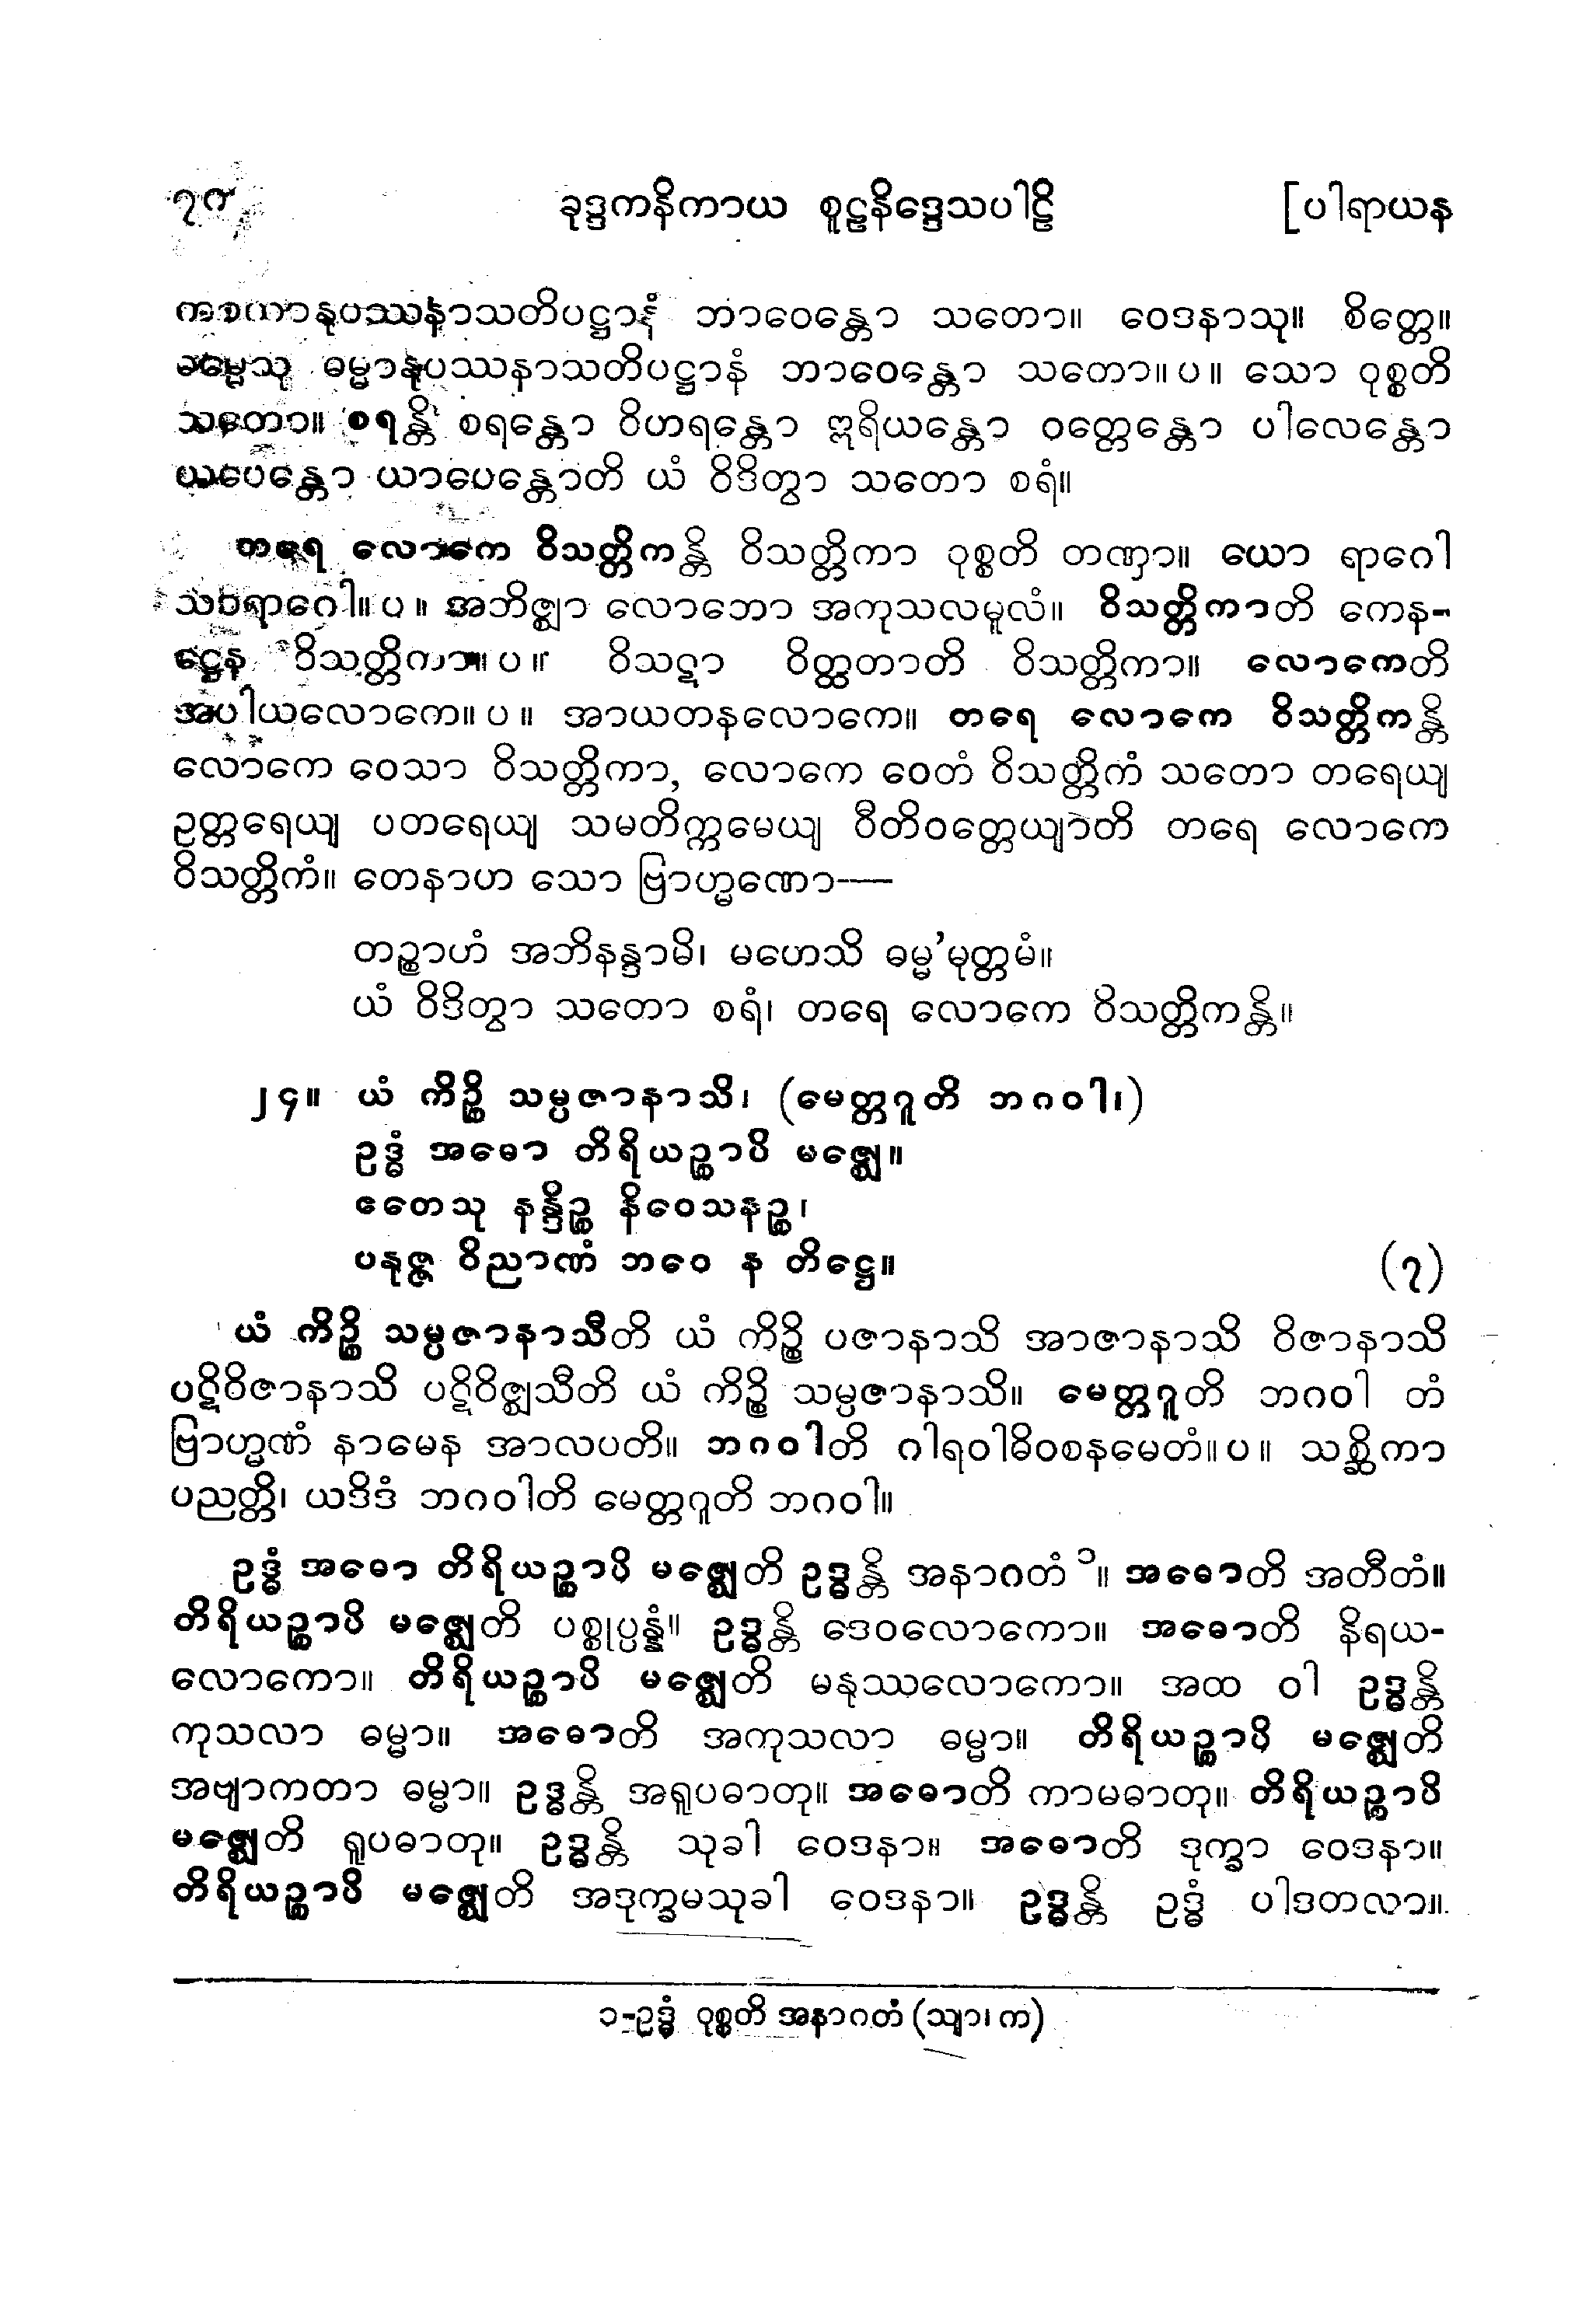 ၇၈ ခုဒ္ဒကနိကာယ စူဠနိဒ္ဒေသပါဠိ [ပါရာယန
ကာယာနုပဿနာသတိပဋ္ဌာနံ ဘာဝေန္တော သတော။ ဝေဒနာသု။ စိတ္တေ။
ဓမ္မေသု ဓမ္မာနုပဿနာသတိပဋ္ဌာနံ ဘာဝေန္တော သတော။ပ။ သော ဝုစ္စတိ
သတော။ စရန္တိ စရန္တော ဝိဟရန္တော ဣရိယန္တော ဝတ္တေန္တော ပါလေန္တော
ယပေန္တော ယာပေန္တောတိ ယံ ဝိဒိတွာ သတော စရံ။
တရေ လောကေ ဝိသတ္တိကန္တိ ဝိသတ္တိကာ ဝုစ္စတိ တဏှာ။ ယော ရာဂေါ
သာရာဂေါ။ပ။ အဘိဇ္ဈာ လောဘော အကုသလမူလံ။ ဝိသတ္တိကာတိ ကေန-
ဋ္ဌေန ဝိသတ္တိကာ။ပ။ ဝိသဋာ ဝိတ္ထတာတိ ဝိသတ္တိကာ။ လောကေတိ
အပါယလောကေ။ပ။ အာယတနလောကေ။ တရေ လောကေ ဝိသတ္တိကန္တိ
လောကေ ဝေသာ ဝိသတ္တိကာ, လောကေ ဝေတံ ဝိသတ္တိကံ သတော တရေယျ
ဥတ္တရေယျ ပတရေယျ သမတိက္ကမေယျ ဝီတိဝတ္တေယျာတိ တရေ လောကေ
ဝိသတ္တိကံ။ တေနာဟ သော ဗြာဟ္မဏော—
တဉ္စာဟံ အဘိနန္ဒာမိ၊ မဟေသိ ဓမ္မ’မုတ္တမံ။
ယံ ဝိဒိတွာ သတော စရံ၊ တရေ လောကေ ဝိသတ္တိကန္တိ။
၂၄။ ယံ ကိဉ္စိ သမ္ပဇာနာသိ၊ (မေတ္တဂူတိ ဘဂဝါ၊)
ဥဒ္ဓံ အဓော တိရိယဉ္စာပိ မဇ္ဈေ။
ဧတေသု နန္ဒိဉ္စ နိဝေသနဉ္စ၊
ပနုဇ္ဇ ဝိညာဏံ ဘဝေ န တိဋ္ဌေ။ (၇)
ယံ ကိဉ္စိ သမ္ပဇာနာသီတိ ယံ ကိဉ္စိ ပဇာနာသိ အာဇာနာသိ ဝိဇာနာသိ
ပဋိဝိဇာနာသိ ပဋိဝိဇ္ဈသီတိ ယံ ကိဉ္စိ သမ္ပဇာနာသိ။ မေတ္တဂူတိ ဘဂဝါ တံ
ဗြာဟ္မဏံ နာမေန အာလပတိ။ ဘဂဝါတိ ဂါရဝါဓိဝစနမေတံ။ပ။ သစ္ဆိကာ
ပညတ္တိ၊ ယဒိဒံ ဘဂဝါတိ မေတ္တဂူတိ ဘဂဝါ။
ဥဒ္ဓံ အဓော တိရိယဉ္စာပိ မဇ္ဈေတိ ဥဒ္ဓန္တိ အနာဂတံ ၁။ အဓောတိ အတီတံ။
တိရိယဉ္စာပိ မဇ္ဈေတိ ပစ္စုပ္ပန္နံ။ ဥဒ္ဓန္တိ ဒေဝလောကော။ အဓောတိ နိရယ-
လောကော။ တိရိယဉ္စာပိ မဇ္ဈေတိ မနုဿလောကော။ အထ ဝါ ဥဒ္ဓန္တိ
ကုသလာ ဓမ္မာ။ အဓောတိ အကုသလာ ဓမ္မာ။ တိရိယဉ္စာပိ မဇ္ဈေတိ
အဗျာကတာ ဓမ္မာ။ ဥဒ္ဓန္တိ အရူပဓာတု။ အဓောတိ ကာမဓာတု။ တိရိယဉ္စာပိ
မဇ္ဈေတိ ရူပဓာတု။ ဥဒ္ဓန္တိ သုခါ ဝေဒနာ။ အဓောတိ ဒုက္ခာ ဝေဒနာ။
တိရိယဉ္စာပိ မဇ္ဈေတိ အဒုက္ခမသုခါ ဝေဒနာ။ ဥဒ္ဓန္တိ ဥဒ္ဓံ ပါဒတလာ။
၁-ဥဒ္ဓံ ဝုစ္စတိ အနာဂတံ (သျာ၊ က)